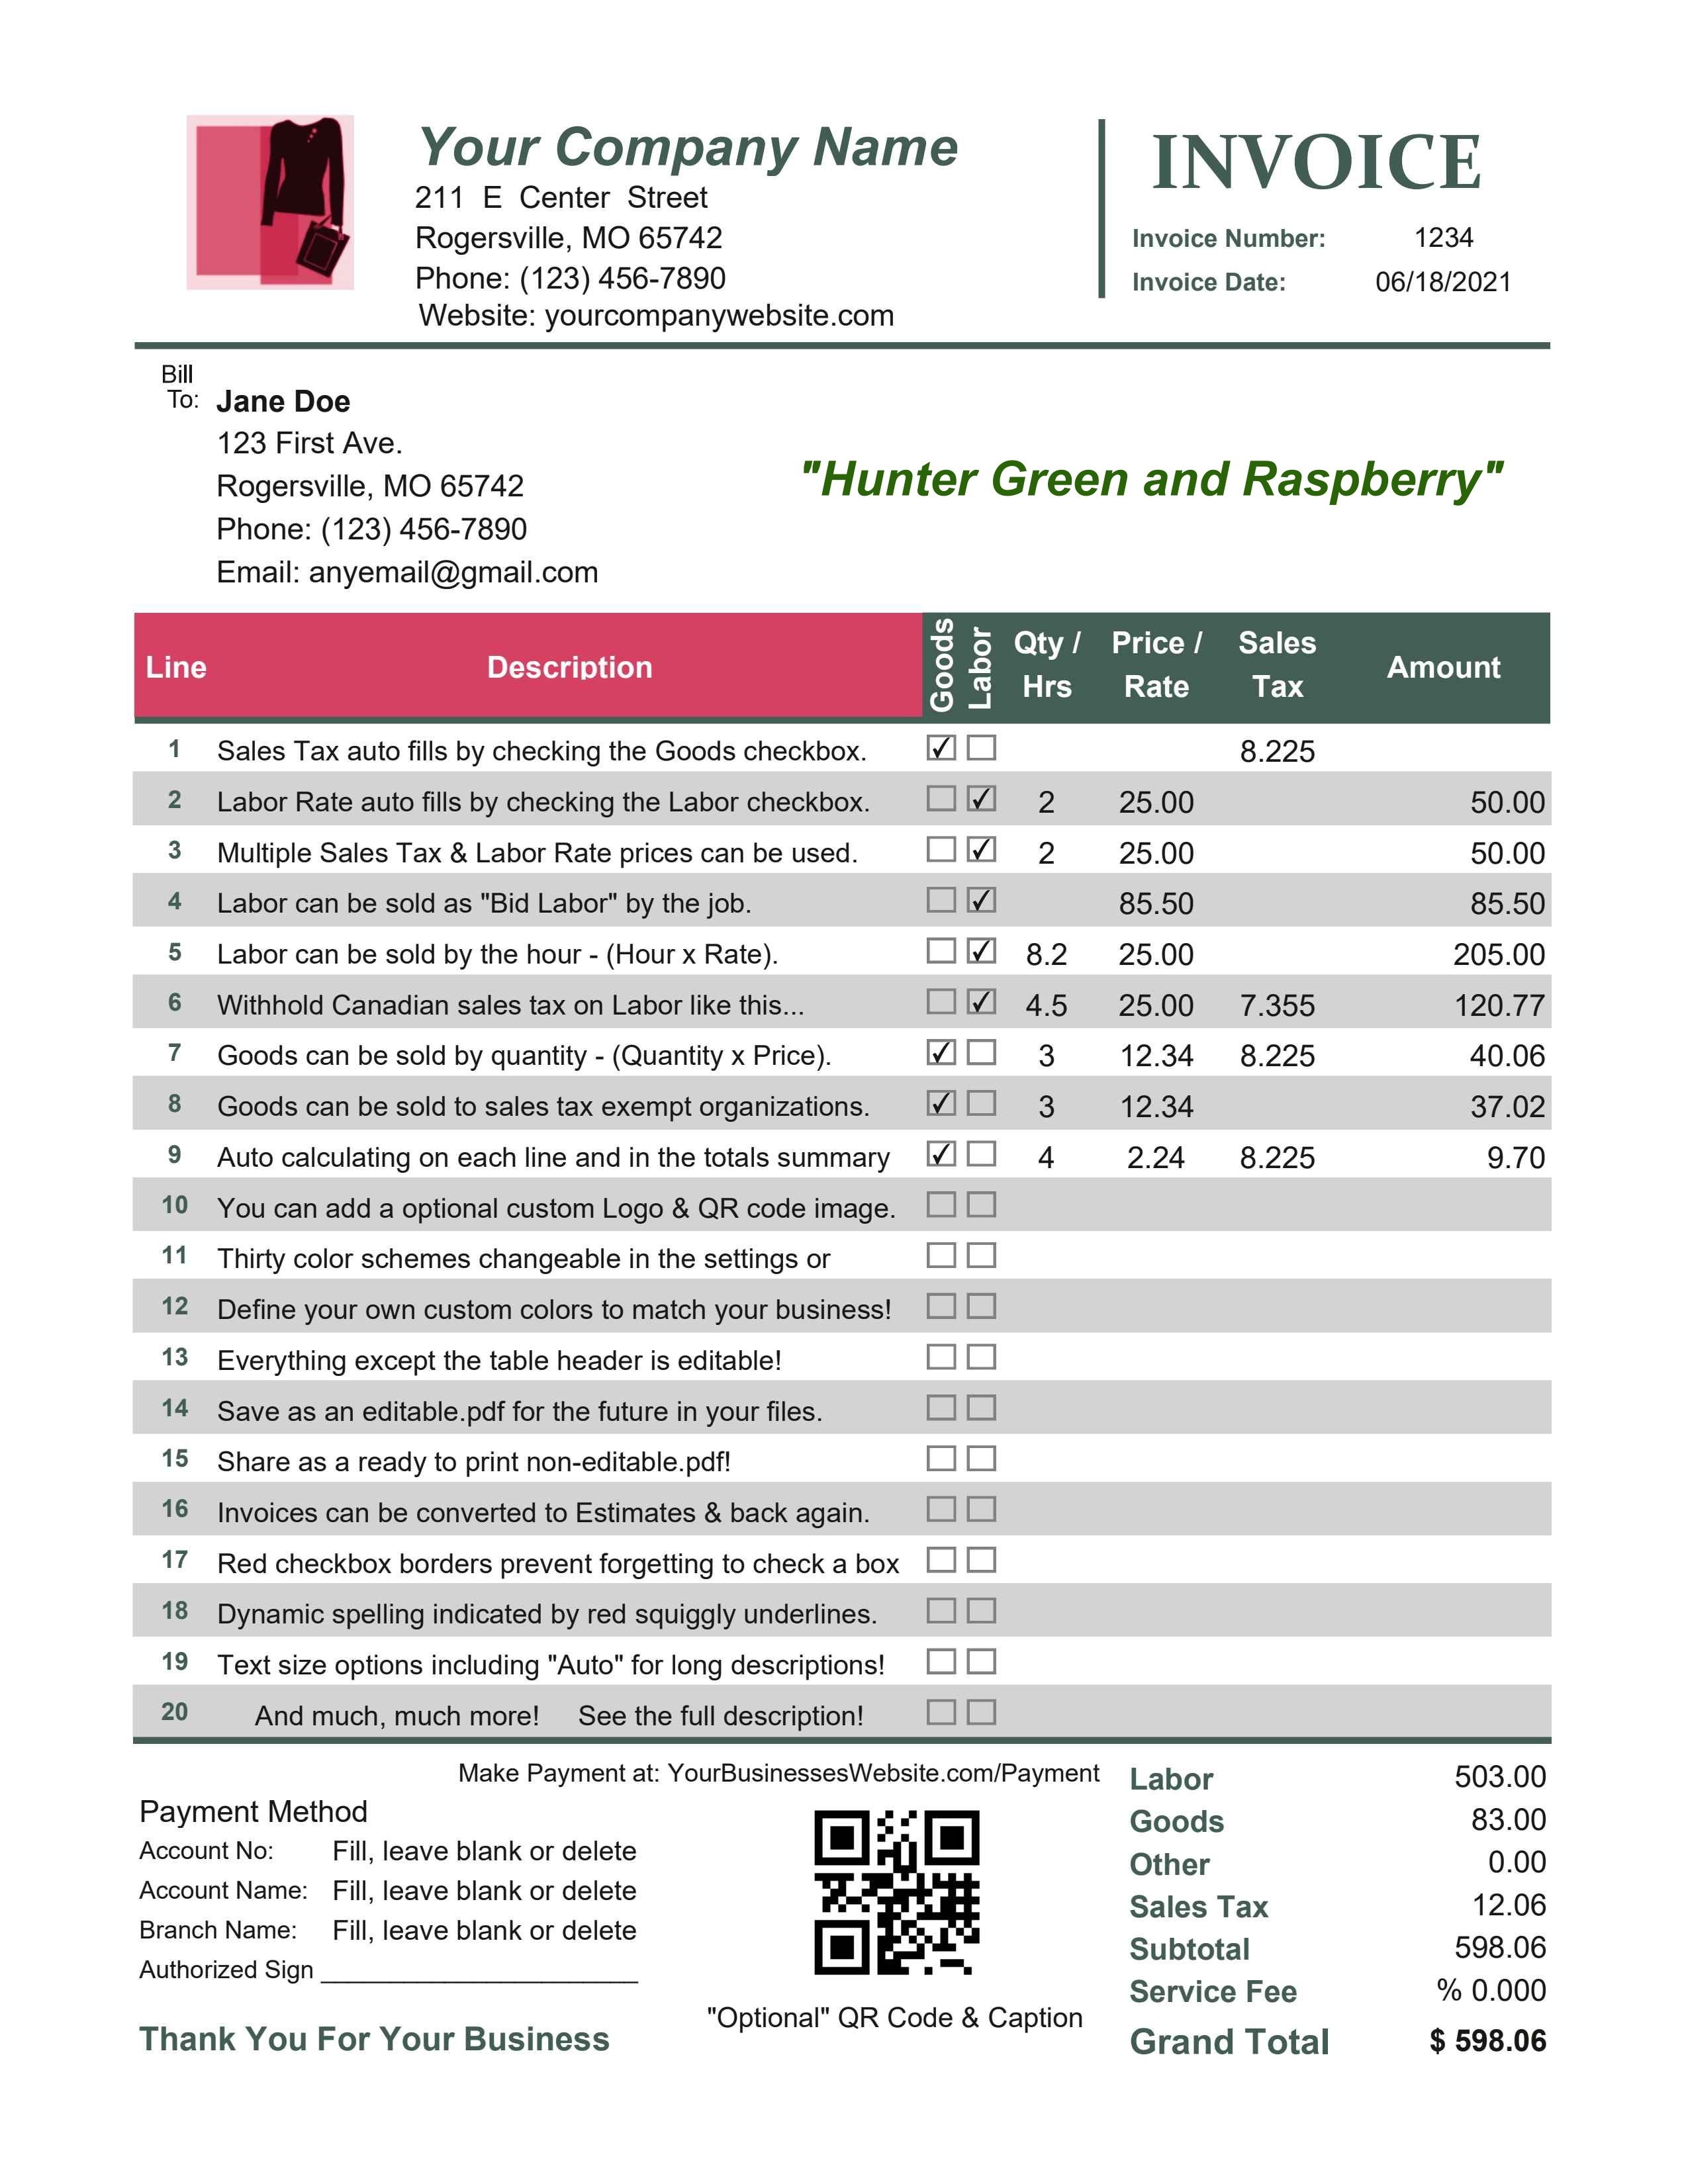 Your Company Name
211 E Center Street
Rogersville, MO 65742
Phone: (123) 456-7890
Website: yourcompanywebsite.com
INVOICE
Invoice Number: 1234
Invoice Date: 06/18/2021
Bill
To: Jane Doe
123 First Ave.
Rogersville, MO 65742
Phone: (123) 456-7890
Email: anyemail@gmail.com
"Hunter Green and Raspberry"
Line Description Goods Labor Qty / Hrs Price / Rate Sales Tax Amount
1 Sales Tax auto fills by checking the Goods checkbox. ✓ 8.225
2 Labor Rate auto fills by checking the Labor checkbox. ✓ 2 25.00 50.00
3 Multiple Sales Tax & Labor Rate prices can be used. ✓ 2 25.00 50.00
4 Labor can be sold as "Bid Labor" by the job. ✓ 85.50 85.50
5 Labor can be sold by the hour - (Hour x Rate). ✓ 8.2 25.00 205.00
6 Withhold Canadian sales tax on Labor like this... ✓ 4.5 25.00 7.355 120.77
7 Goods can be sold by quantity - (Quantity x Price). ✓ 3 12.34 8.225 40.06
8 Goods can be sold to sales tax exempt organizations. ✓ 3 12.34 37.02
9 Auto calculating on each line and in the totals summary ✓ 4 2.24 8.225 9.70
10 You can add a optional custom Logo & QR code image.
11 Thirty color schemes changeable in the settings or
12 Define your own custom colors to match your business!
13 Everything except the table header is editable!
14 Save as an editable.pdf for the future in your files.
15 Share as a ready to print non-editable.pdf!
16 Invoices can be converted to Estimates & back again.
17 Red checkbox borders prevent forgetting to check a box
18 Dynamic spelling indicated by red squiggly underlines.
19 Text size options including "Auto" for long descriptions!
20 And much, much more! See the full description!
Make Payment at: YourBusinessesWebsite.com/Payment
Payment Method
Account No: Fill, leave blank or delete
Account Name: Fill, leave blank or delete
Branch Name: Fill, leave blank or delete
Authorized Sign
Thank You For Your Business
"Optional" QR Code & Caption
Labor 503.00
Goods 83.00
Other 0.00
Sales Tax 12.06
Subtotal 598.06
Service Fee % 0.000
Grand Total $ 598.06